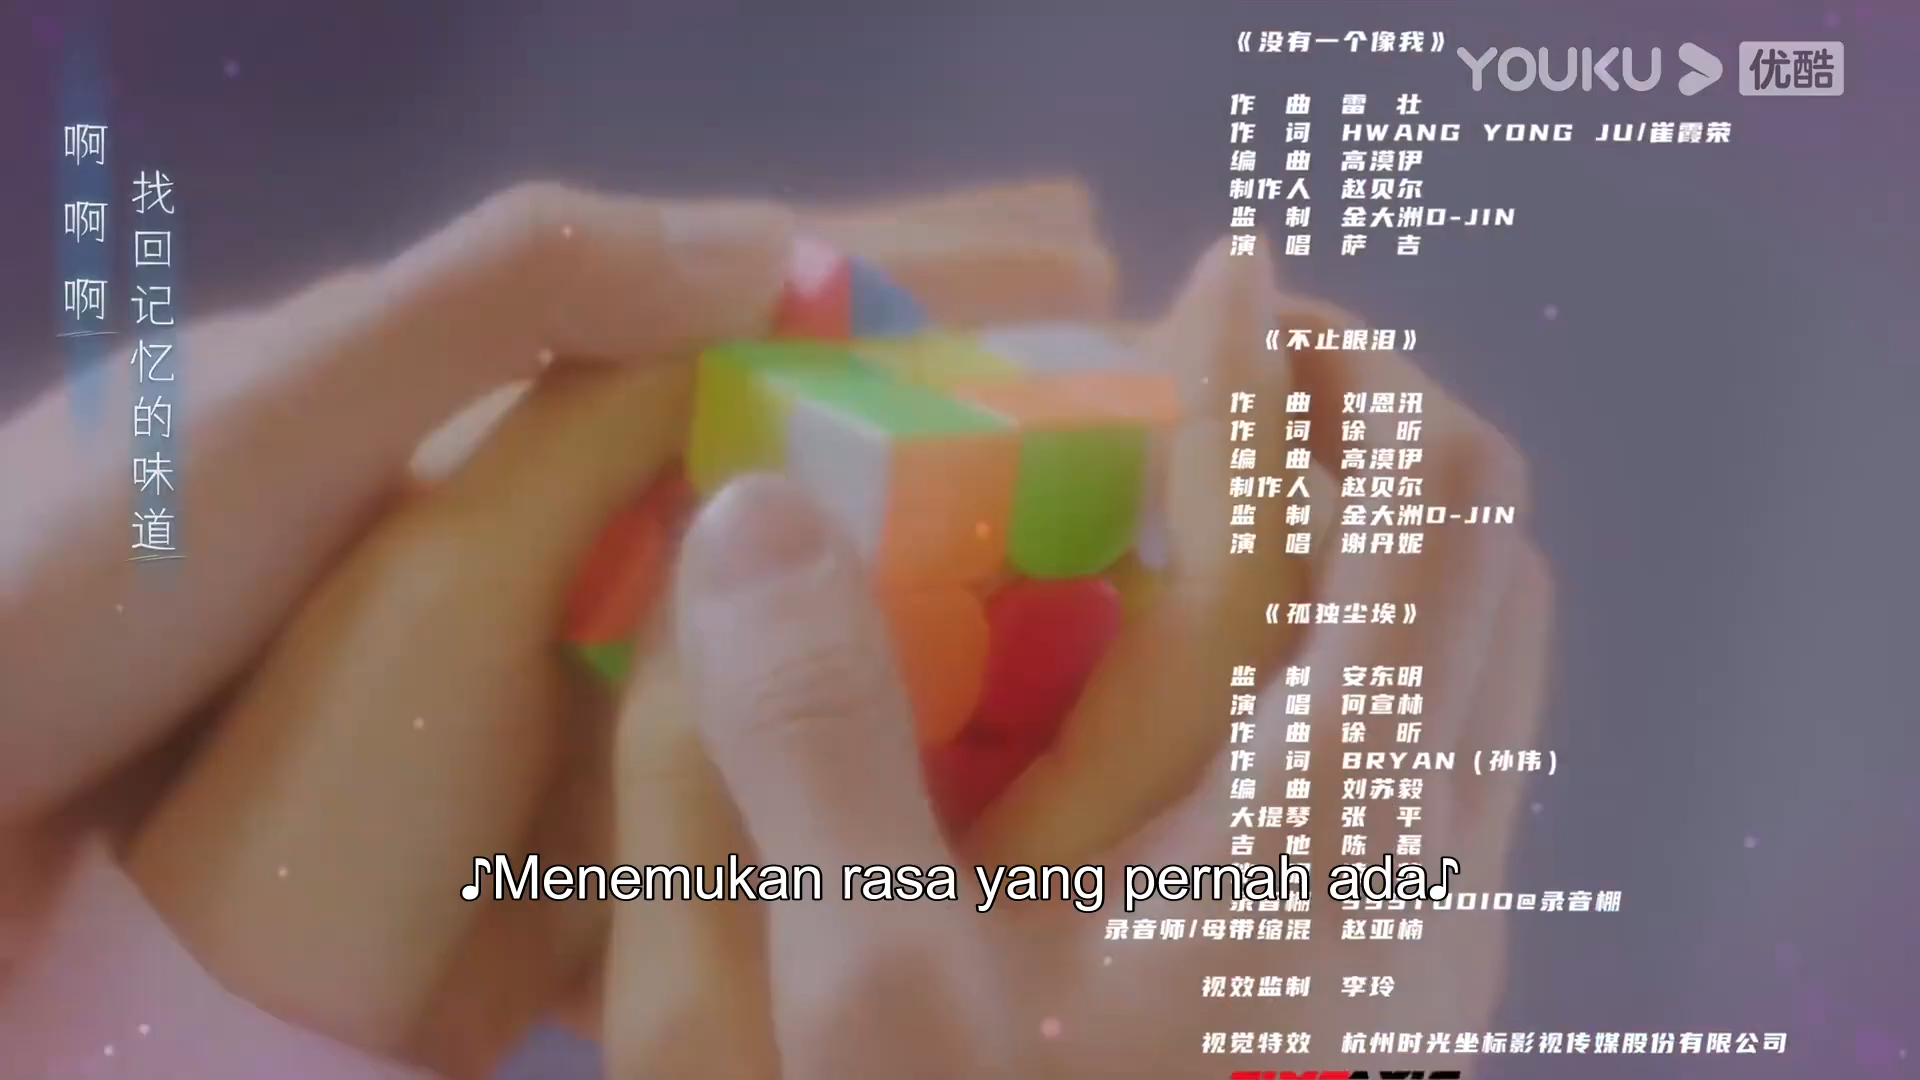 啊啊啊
找回记忆的味道
YOUKU 优酷
《没有一个像我》
作曲 雷壮
作词 HWANG YONG JU/崔霞荣
编曲 高漠伊
制作人 赵贝尔
监制 金大洲D-JIN
演唱 萨吉
《不止眼泪》
作曲 刘恩汛
作词 徐昕
编曲 高漠伊
制作人 赵贝尔
监制 金大洲D-JIN
演唱 谢丹妮
《孤独尘埃》
监制 安东明
演唱 何宣林
作曲 徐昕
作词 BRYAN (孙伟)
编曲 刘苏毅
大提琴 张平
吉他 陈磊
♪Menemukan rasa yang pernah ada♪
录音棚 @录音棚
录音师/母带缩混 赵亚楠
视效监制 李玲
视觉特效 杭州时光坐标影视传媒股份有限公司